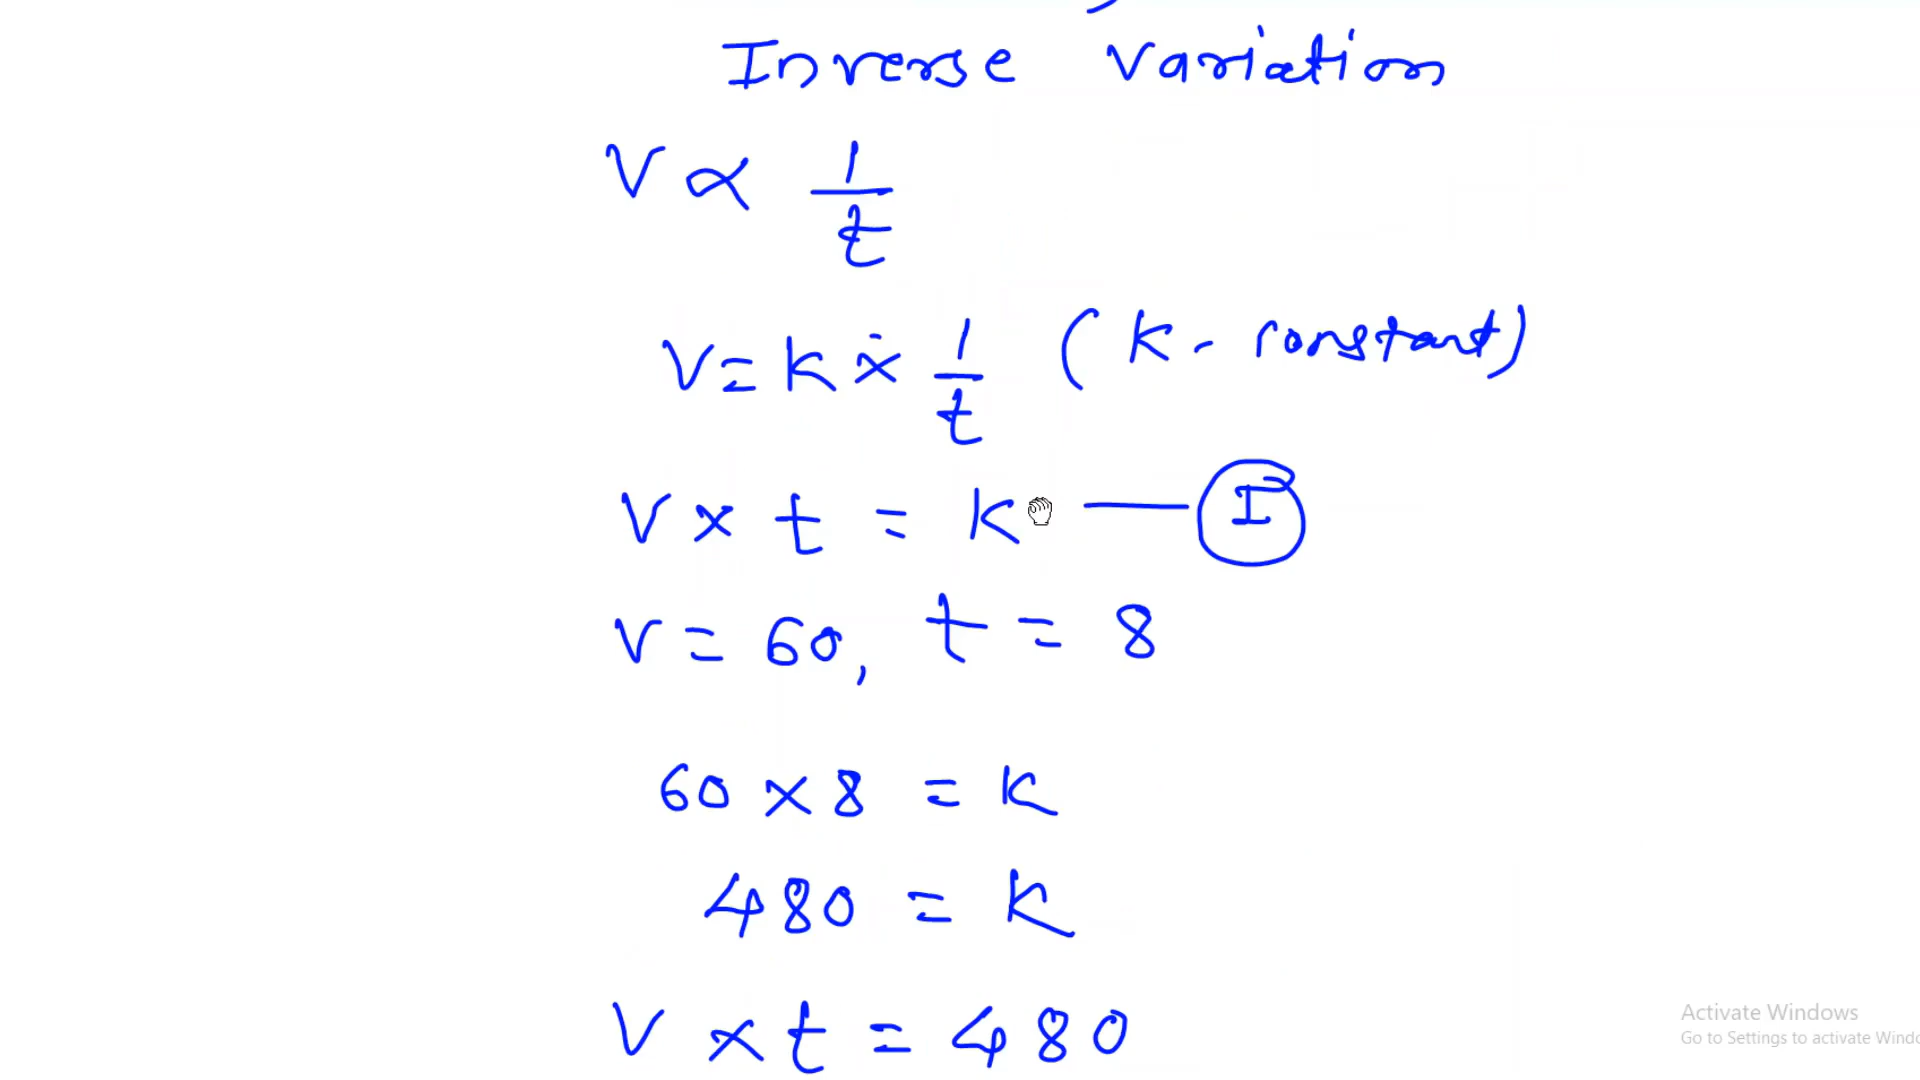 Inverse variation
V ∝ 1/t
V = K × 1/t (K - constant)
V × t = K — I
V = 60, t = 8
60 × 8 = K
480 = K
V × t = 480
Activate Windows
Go to Settings to activate Windo